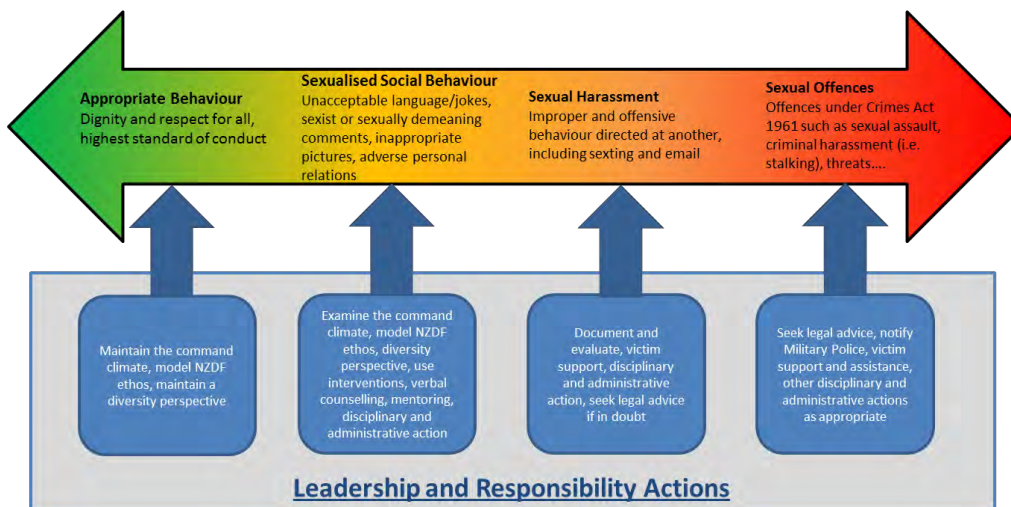 Appropriate Behaviour
Dignity and respect for all,
highest standard of conduct
Sexualised Social Behaviour
Unacceptable language/jokes,
sexist or sexually demeaning
comments, inappropriate
pictures, adverse personal
relations
Sexual Harassment
Improper and offensive
behaviour directed at another,
including sexting and email
Sexual Offences
Offences under Crimes Act
1961 such as sexual assault,
criminal harassment (i.e.
stalking), threats....
Maintain the command
climate, model NZDF
ethos, maintain a
diversity perspective
Examine the command
climate, model NZDF
ethos, diversity
perspective, use
interventions, verbal
counselling, mentoring,
disciplinary and
administrative action
Document and
evaluate, victim
support, disciplinary
and administrative
action, seek legal advice
if in doubt
Seek legal advice, notify
Military Police, victim
support and assistance,
other disciplinary and
administrative actions
as appropriate
Leadership and Responsibility Actions